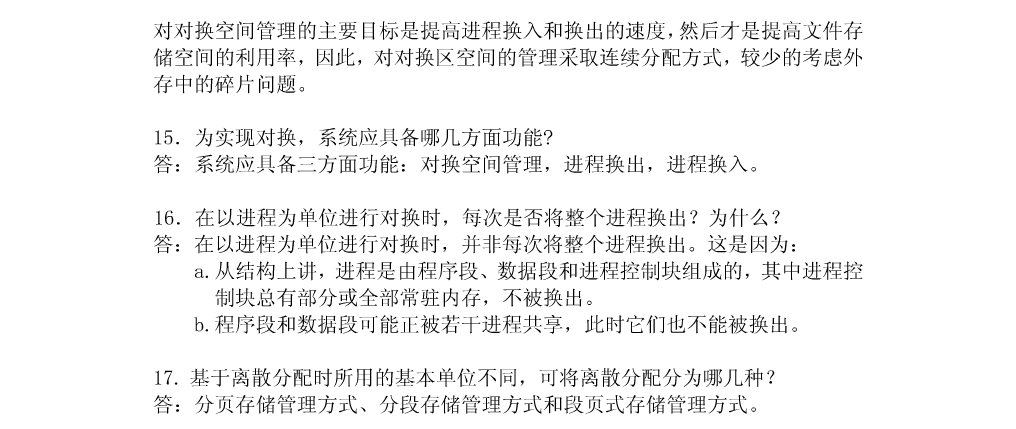 对对换空间管理的主要目标是提高进程换入和换出的速度，然后才是提高文件存
储空间的利用率，因此，对对换区空间的管理采取连续分配方式，较少的考虑外
存中的碎片问题。
15．为实现对换，系统应具备哪几方面功能?
答：系统应具备三方面功能：对换空间管理，进程换出，进程换入。
16．在以进程为单位进行对换时，每次是否将整个进程换出？为什么？
答：在以进程为单位进行对换时，并非每次将整个进程换出。这是因为：
a.从结构上讲，进程是由程序段、数据段和进程控制块组成的，其中进程控
制块总有部分或全部常驻内存，不被换出。
b.程序段和数据段可能正被若干进程共享，此时它们也不能被换出。
17. 基于离散分配时所用的基本单位不同，可将离散分配分为哪几种？
答：分页存储管理方式、分段存储管理方式和段页式存储管理方式。